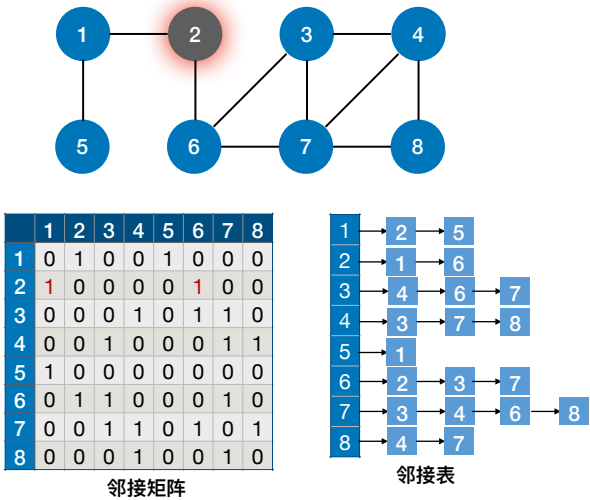 1 2 3 4
5 6 7 8
1 2 3 4 5 6 7 8
1 0 1 0 0 1 0 0 0
2 1 0 0 0 0 1 0 0
3 0 0 0 1 0 1 1 0
4 0 0 1 0 0 0 1 1
5 1 0 0 0 0 0 0 0
6 0 1 1 0 0 0 1 0
7 0 0 1 1 0 1 0 1
8 0 0 0 1 0 0 1 0
邻接矩阵
1 2 5
2 1 6
3 4 6 7
4 3 7 8
5 1
6 2 3 7
7 3 4 6 8
8 4 7
邻接表